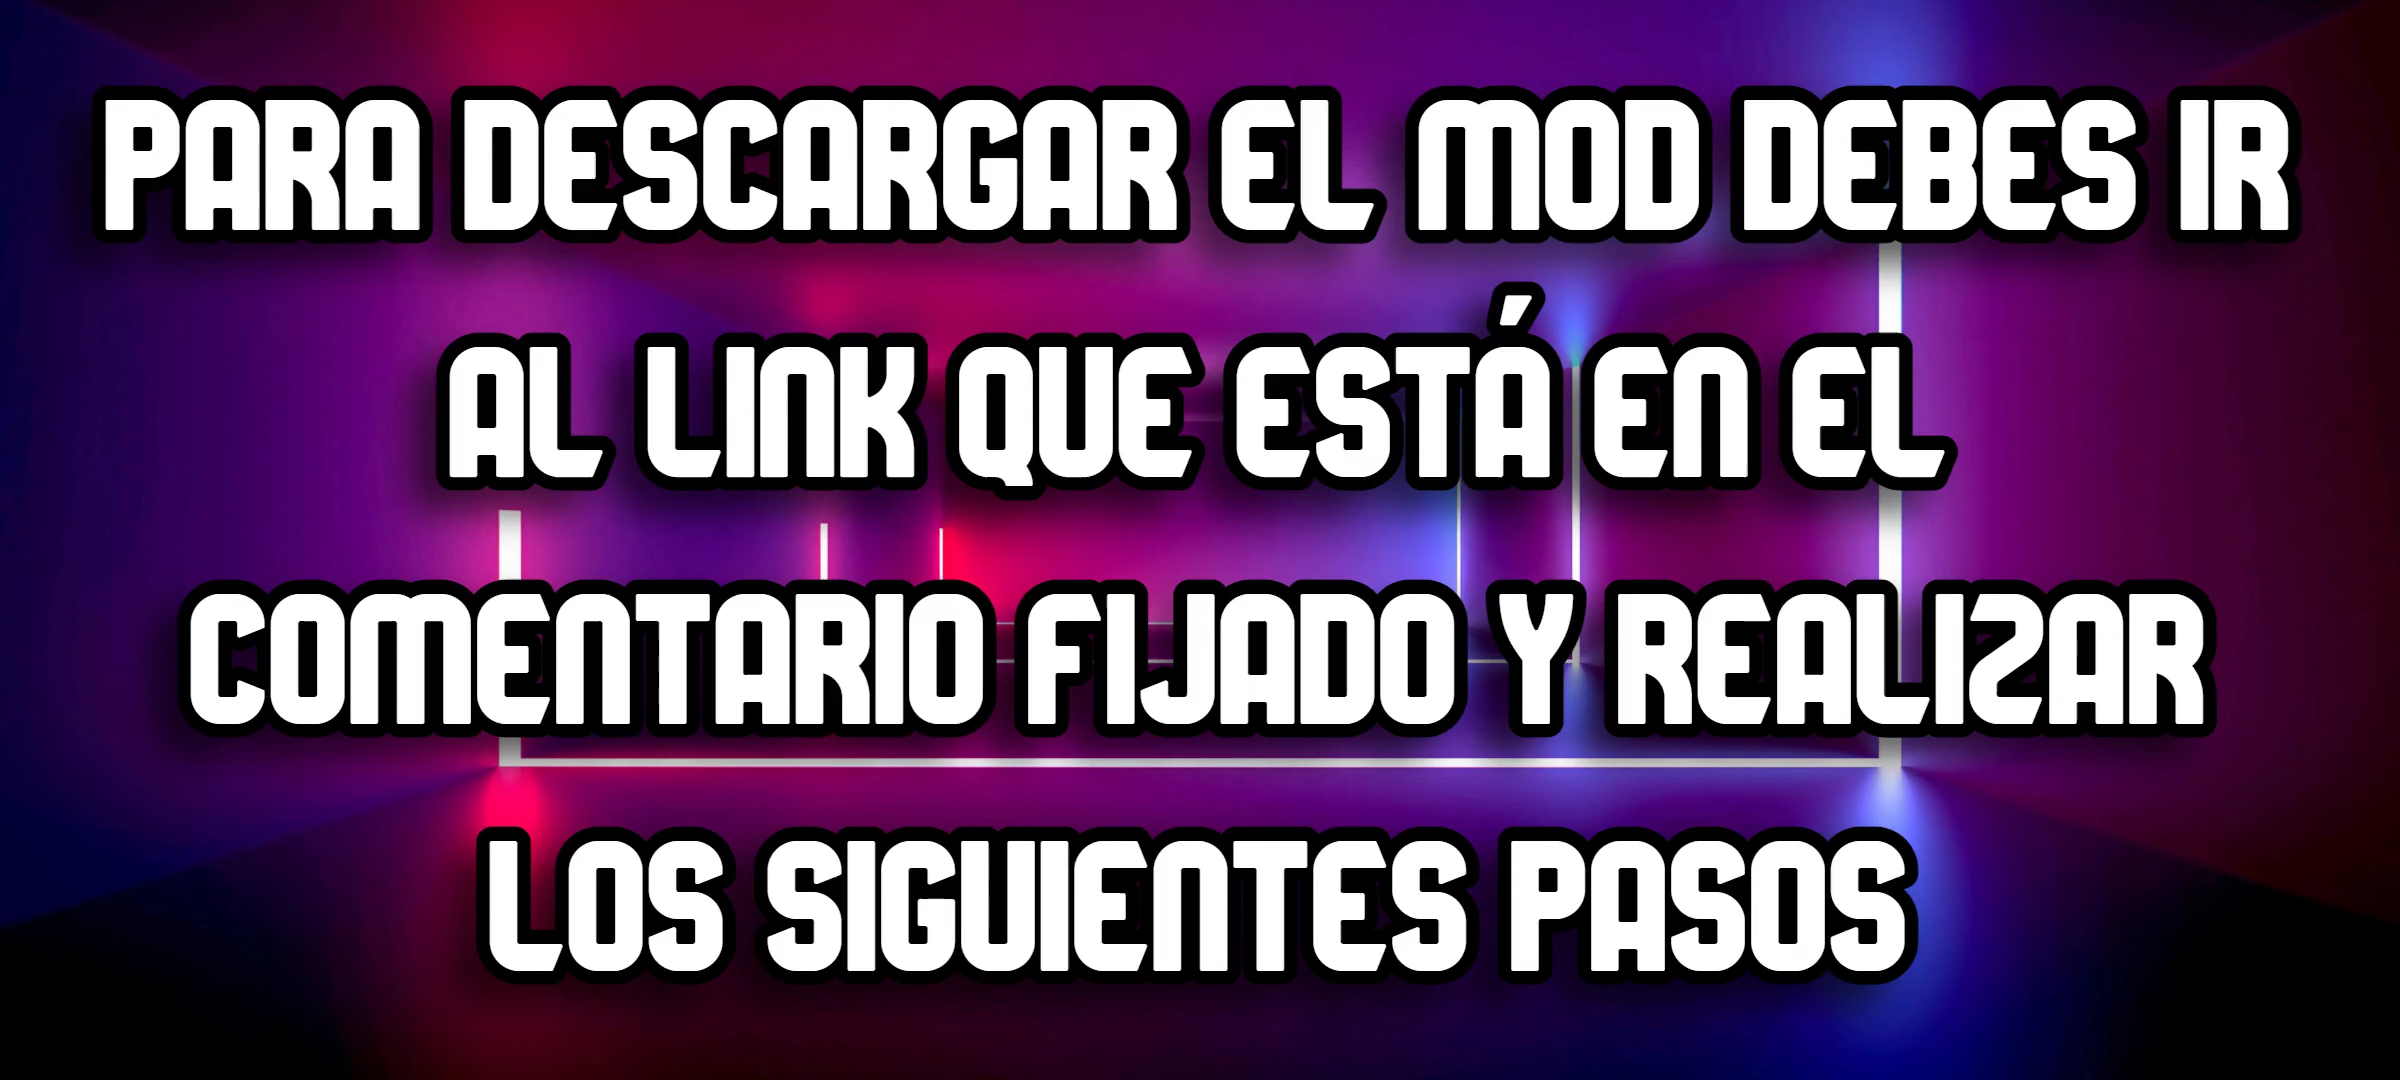 PARA DESCARGAR EL MOD DEBES IR
AL LINK QUE ESTÁ EN EL
COMENTARIO FIJADO Y REALIZAR
LOS SIGUIENTES PASOS